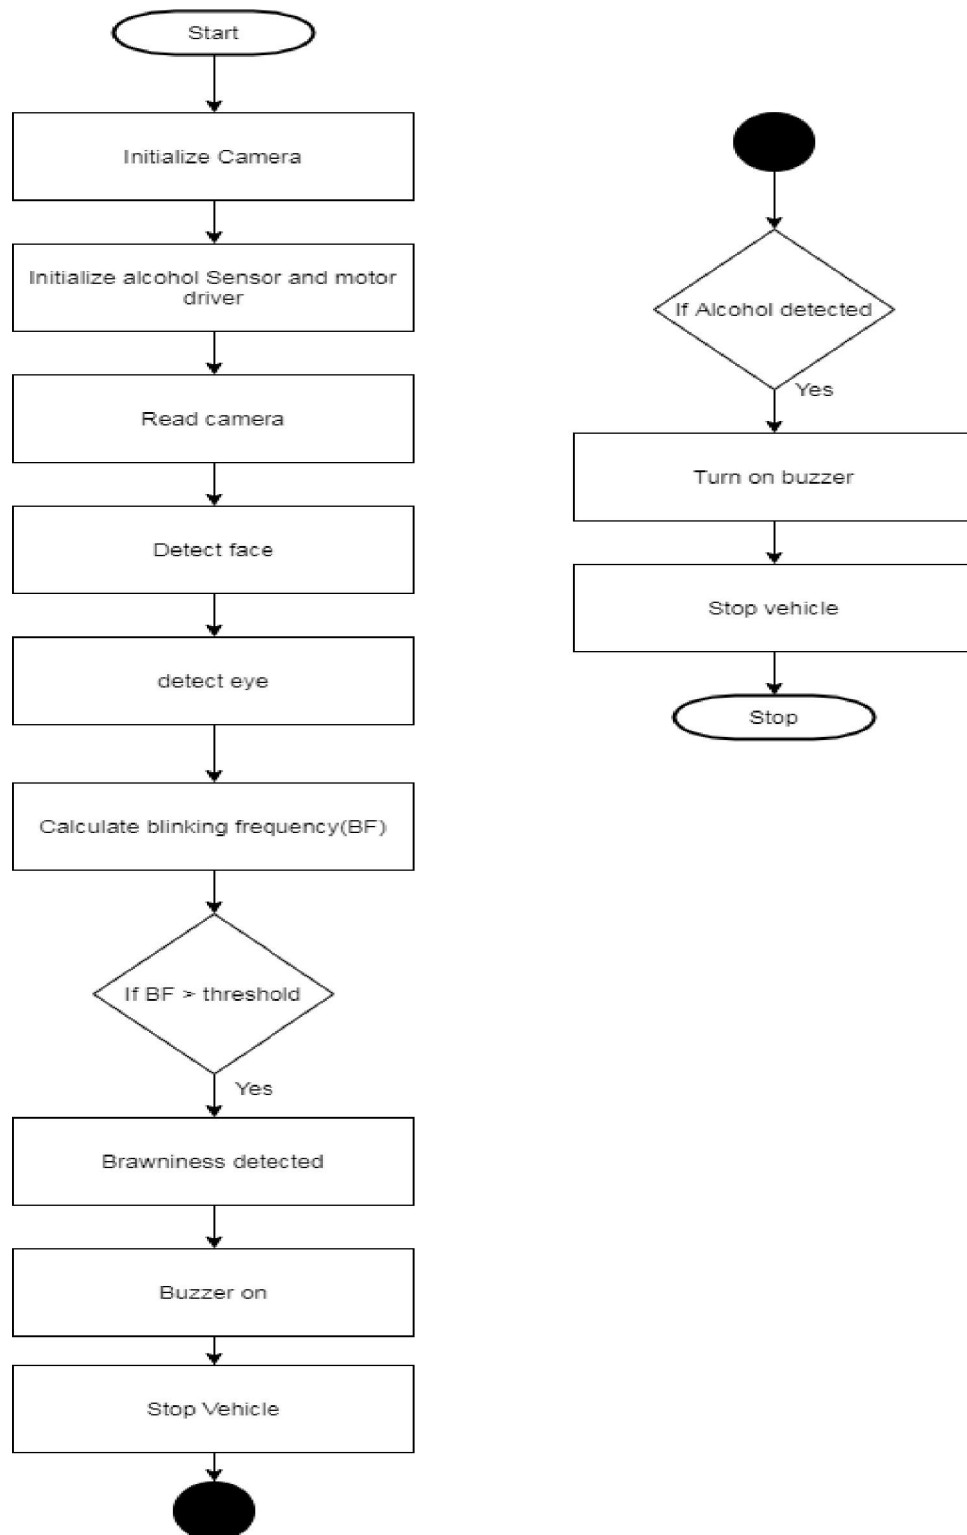 Start
Initialize Camera
Initialize alcohol Sensor and motor
driver
Read camera
Detect face
detect eye
Calculate blinking frequency(BF)
If BF > threshold
Yes
Brawniness detected
Buzzer on
Stop Vehicle
If Alcohol detected
Yes
Turn on buzzer
Stop vehicle
Stop